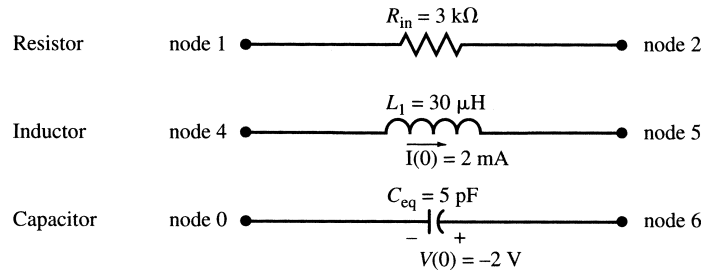 R_in = 3 kΩ
Resistor node 1 node 2
L_1 = 30 μH
Inductor node 4 node 5
I(0) = 2 mA
C_eq = 5 pF
Capacitor node 0 node 6
− +
V(0) = –2 V